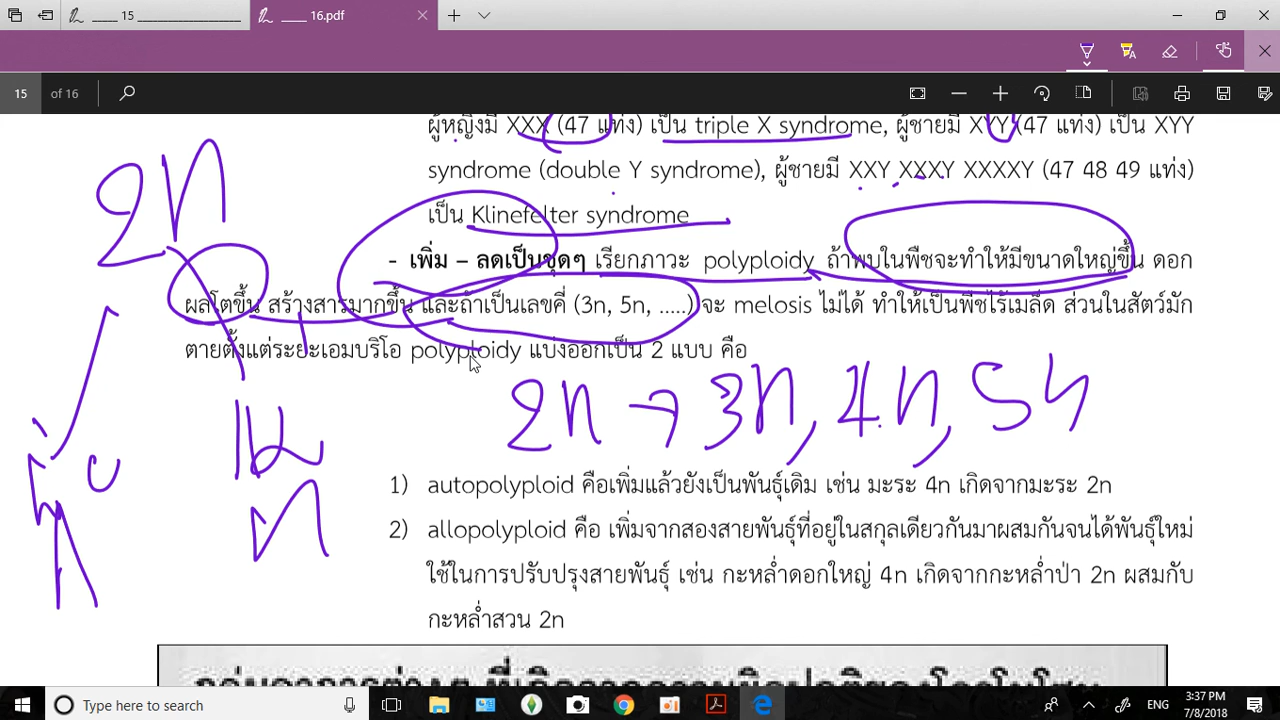 ____ 15 _______________________
____ 16.pdf
15 of 16
ผู้หญิงมี XXX (47 แท่ง) เป็น triple X syndrome, ผู้ชายมี XYY (47 แท่ง) เป็น XYY
syndrome (double Y syndrome), ผู้ชายมี XXY XXXY XXXXY (47 48 49 แท่ง)
เป็น Klinefelter syndrome
- เพิ่ม – ลดเป็นชุดๆ เรียกภาวะ polyploidy ถ้าพบในพืชจะทำให้มีขนาดใหญ่ขึ้น ดอก
ผลโตขึ้น สร้างสารมากขึ้น และถ้าเป็นเลขคี่ (3n, 5n, .....) จะ melosis ไม่ได้ ทำให้เป็นพืชไร้เมล็ด ส่วนในสัตว์มัก
ตายตั้งแต่ระยะเอมบริโอ polyploidy แบ่งออกเป็น 2 แบบ คือ
2n
2n → 3n, 4n, 5n
n
1) autopolyploid คือเพิ่มแล้วยังเป็นพันธุ์เดิม เช่น มะระ 4n เกิดจากมะระ 2n
2) allopolyploid คือ เพิ่มจากสองสายพันธุ์ที่อยู่ในสกุลเดียวกันมาผสมกันจนได้พันธุ์ใหม่
ใช้ในการปรับปรุงสายพันธุ์ เช่น กะหล่ำดอกใหญ่ 4n เกิดจากกะหล่ำป่า 2n ผสมกับ
กะหล่ำสวน 2n
Type here to search
ENG
3:37 PM
7/8/2018